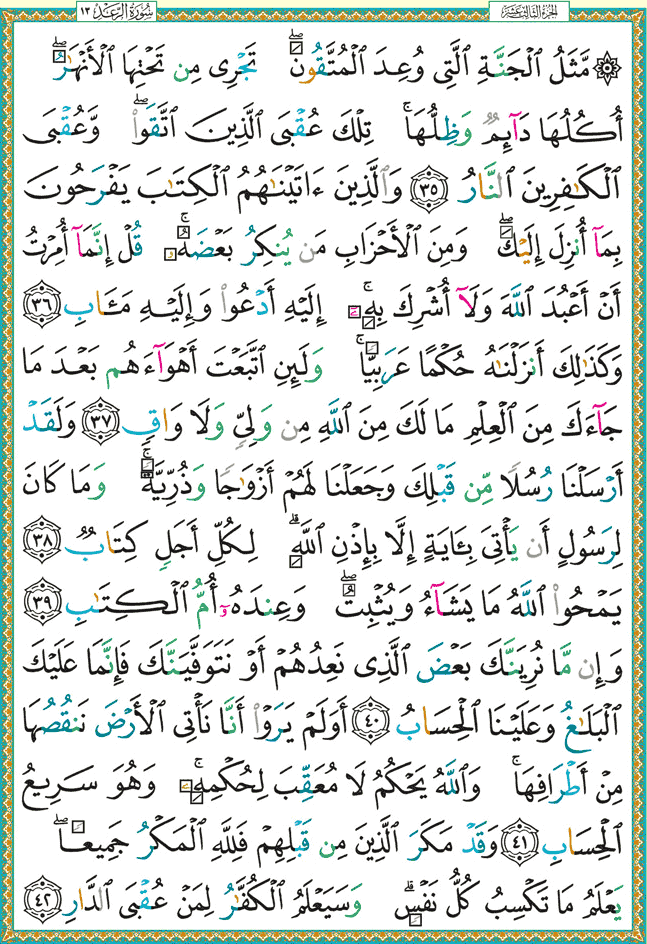 سُورَةُ الرَّعْدِ ١٣
الجزء الثالث عشر
۞ مَّثَلُ ٱلْجَنَّةِ ٱلَّتِى وُعِدَ ٱلْمُتَّقُونَ ۖ تَجْرِى مِن تَحْتِهَا ٱلْأَنْهَٰرُ ۖ
أُكُلُهَا دَآئِمٌ وَظِلُّهَا ۚ تِلْكَ عُقْبَى ٱلَّذِينَ ٱتَّقَوا۟ ۖ وَّعُقْبَى
ٱلْكَٰفِرِينَ ٱلنَّارُ ٣٥ وَٱلَّذِينَ ءَاتَيْنَٰهُمُ ٱلْكِتَٰبَ يَفْرَحُونَ
بِمَآ أُنزِلَ إِلَيْكَ ۖ وَمِنَ ٱلْأَحْزَابِ مَن يُنكِرُ بَعْضَهُۥ ۚ قُلْ إِنَّمَآ أُمِرْتُ
أَنْ أَعْبُدَ ٱللَّهَ وَلَآ أُشْرِكَ بِهِۦٓ ۚ إِلَيْهِ أَدْعُوا۟ وَإِلَيْهِ مَـَٔابِ ٣٦
وَكَذَٰلِكَ أَنزَلْنَٰهُ حُكْمًا عَرَبِيًّا ۚ وَلَئِنِ ٱتَّبَعْتَ أَهْوَآءَهُم بَعْدَ مَا
جَآءَكَ مِنَ ٱلْعِلْمِ مَا لَكَ مِنَ ٱللَّهِ مِن وَلِىٍّ وَلَا وَاقٍ ٣٧ وَلَقَدْ
أَرْسَلْنَا رُسُلًا مِّن قَبْلِكَ وَجَعَلْنَا لَهُمْ أَزْوَٰجًا وَذُرِّيَّةً ۚ وَمَا كَانَ
لِرَسُولٍ أَن يَأْتِىَ بِـَٔايَةٍ إِلَّا بِإِذْنِ ٱللَّهِ ۗ لِكُلِّ أَجَلٍ كِتَابٌ ٣٨
يَمْحُوا۟ ٱللَّهُ مَا يَشَآءُ وَيُثْبِتُ ۖ وَعِندَهُۥٓ أُمُّ ٱلْكِتَٰبِ ٣٩
وَإِن مَّا نُرِيَنَّكَ بَعْضَ ٱلَّذِى نَعِدُهُمْ أَوْ نَتَوَفَّيَنَّكَ فَإِنَّمَا عَلَيْكَ
ٱلْبَلَٰغُ وَعَلَيْنَا ٱلْحِسَابُ ٤٠ أَوَلَمْ يَرَوْا۟ أَنَّا نَأْتِى ٱلْأَرْضَ نَنقُصُهَا
مِنْ أَطْرَافِهَا ۚ وَٱللَّهُ يَحْكُمُ لَا مُعَقِّبَ لِحُكْمِهِۦ ۚ وَهُوَ سَرِيعُ
ٱلْحِسَابِ ٤١ وَقَدْ مَكَرَ ٱلَّذِينَ مِن قَبْلِهِمْ فَلِلَّهِ ٱلْمَكْرُ جَمِيعًا ۖ
يَعْلَمُ مَا تَكْسِبُ كُلُّ نَفْسٍ ۗ وَسَيَعْلَمُ ٱلْكُفَّٰرُ لِمَنْ عُقْبَى ٱلدَّارِ ٤٢